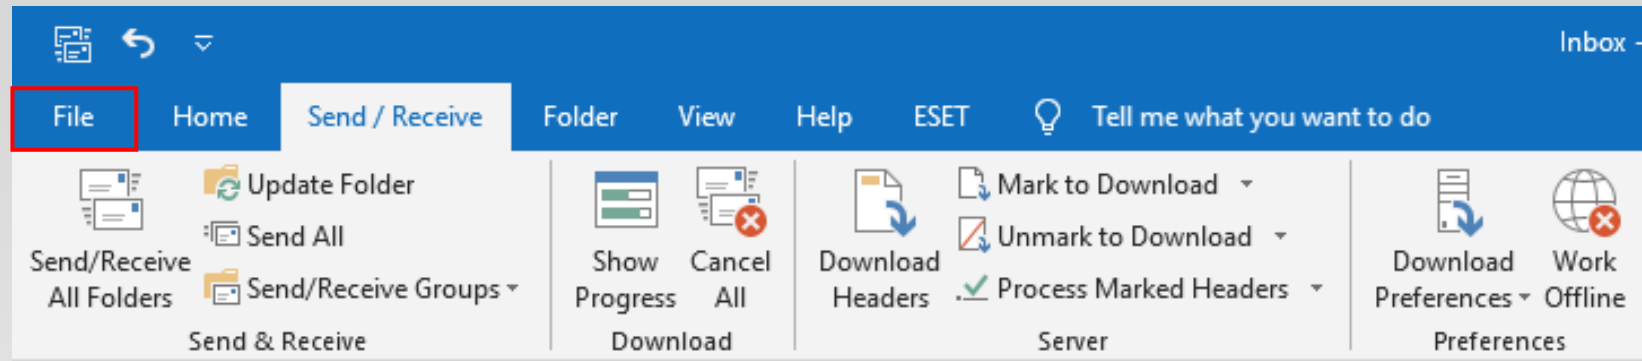 Inbox -
File Home Send / Receive Folder View Help ESET Tell me what you want to do
Send/Receive
All Folders
Update Folder
Send All
Send/Receive Groups
Send & Receive
Show
Progress
Cancel
All
Download
Download
Headers
Mark to Download
Unmark to Download
Process Marked Headers
Server
Download
Preferences
Work
Offline
Preferences